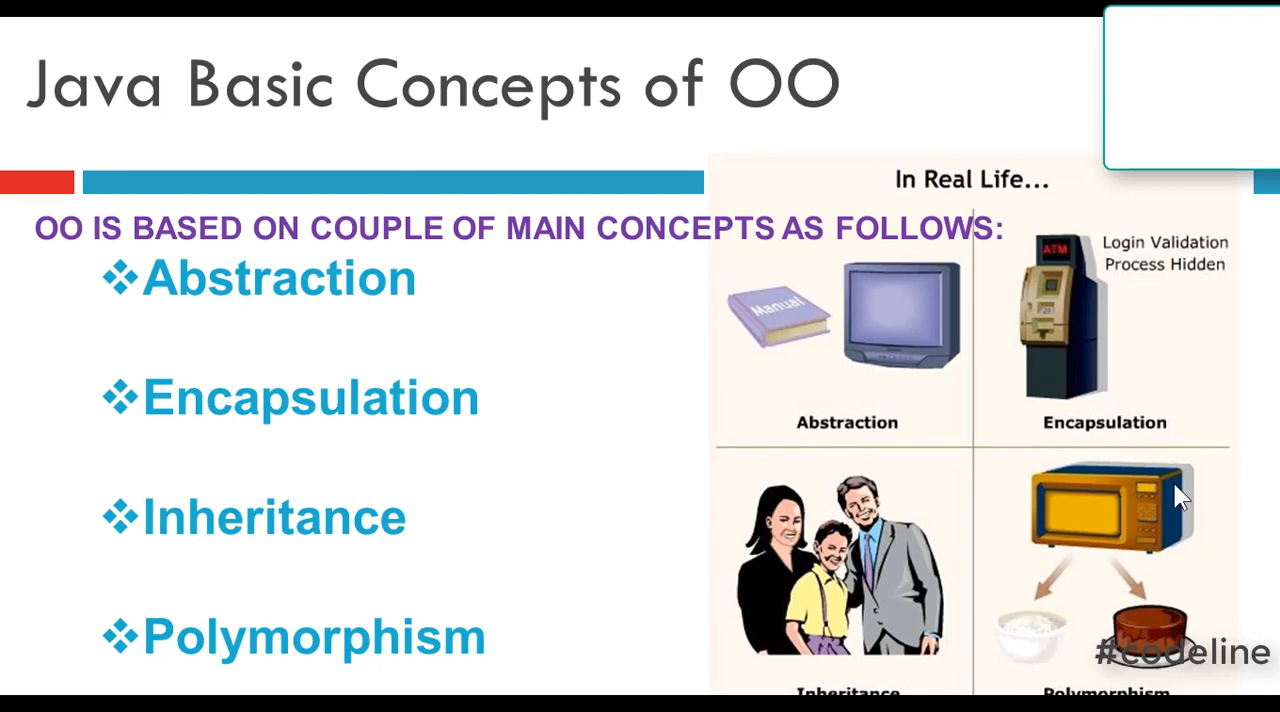 Java Basic Concepts of OO
In Real Life...
OO IS BASED ON COUPLE OF MAIN CONCEPTS AS FOLLOWS:
❖Abstraction
❖Encapsulation
❖Inheritance
❖Polymorphism
Manual
Abstraction
ATM
Login Validation
Process Hidden
Encapsulation
Inheritance
Polymorphism
#codeline